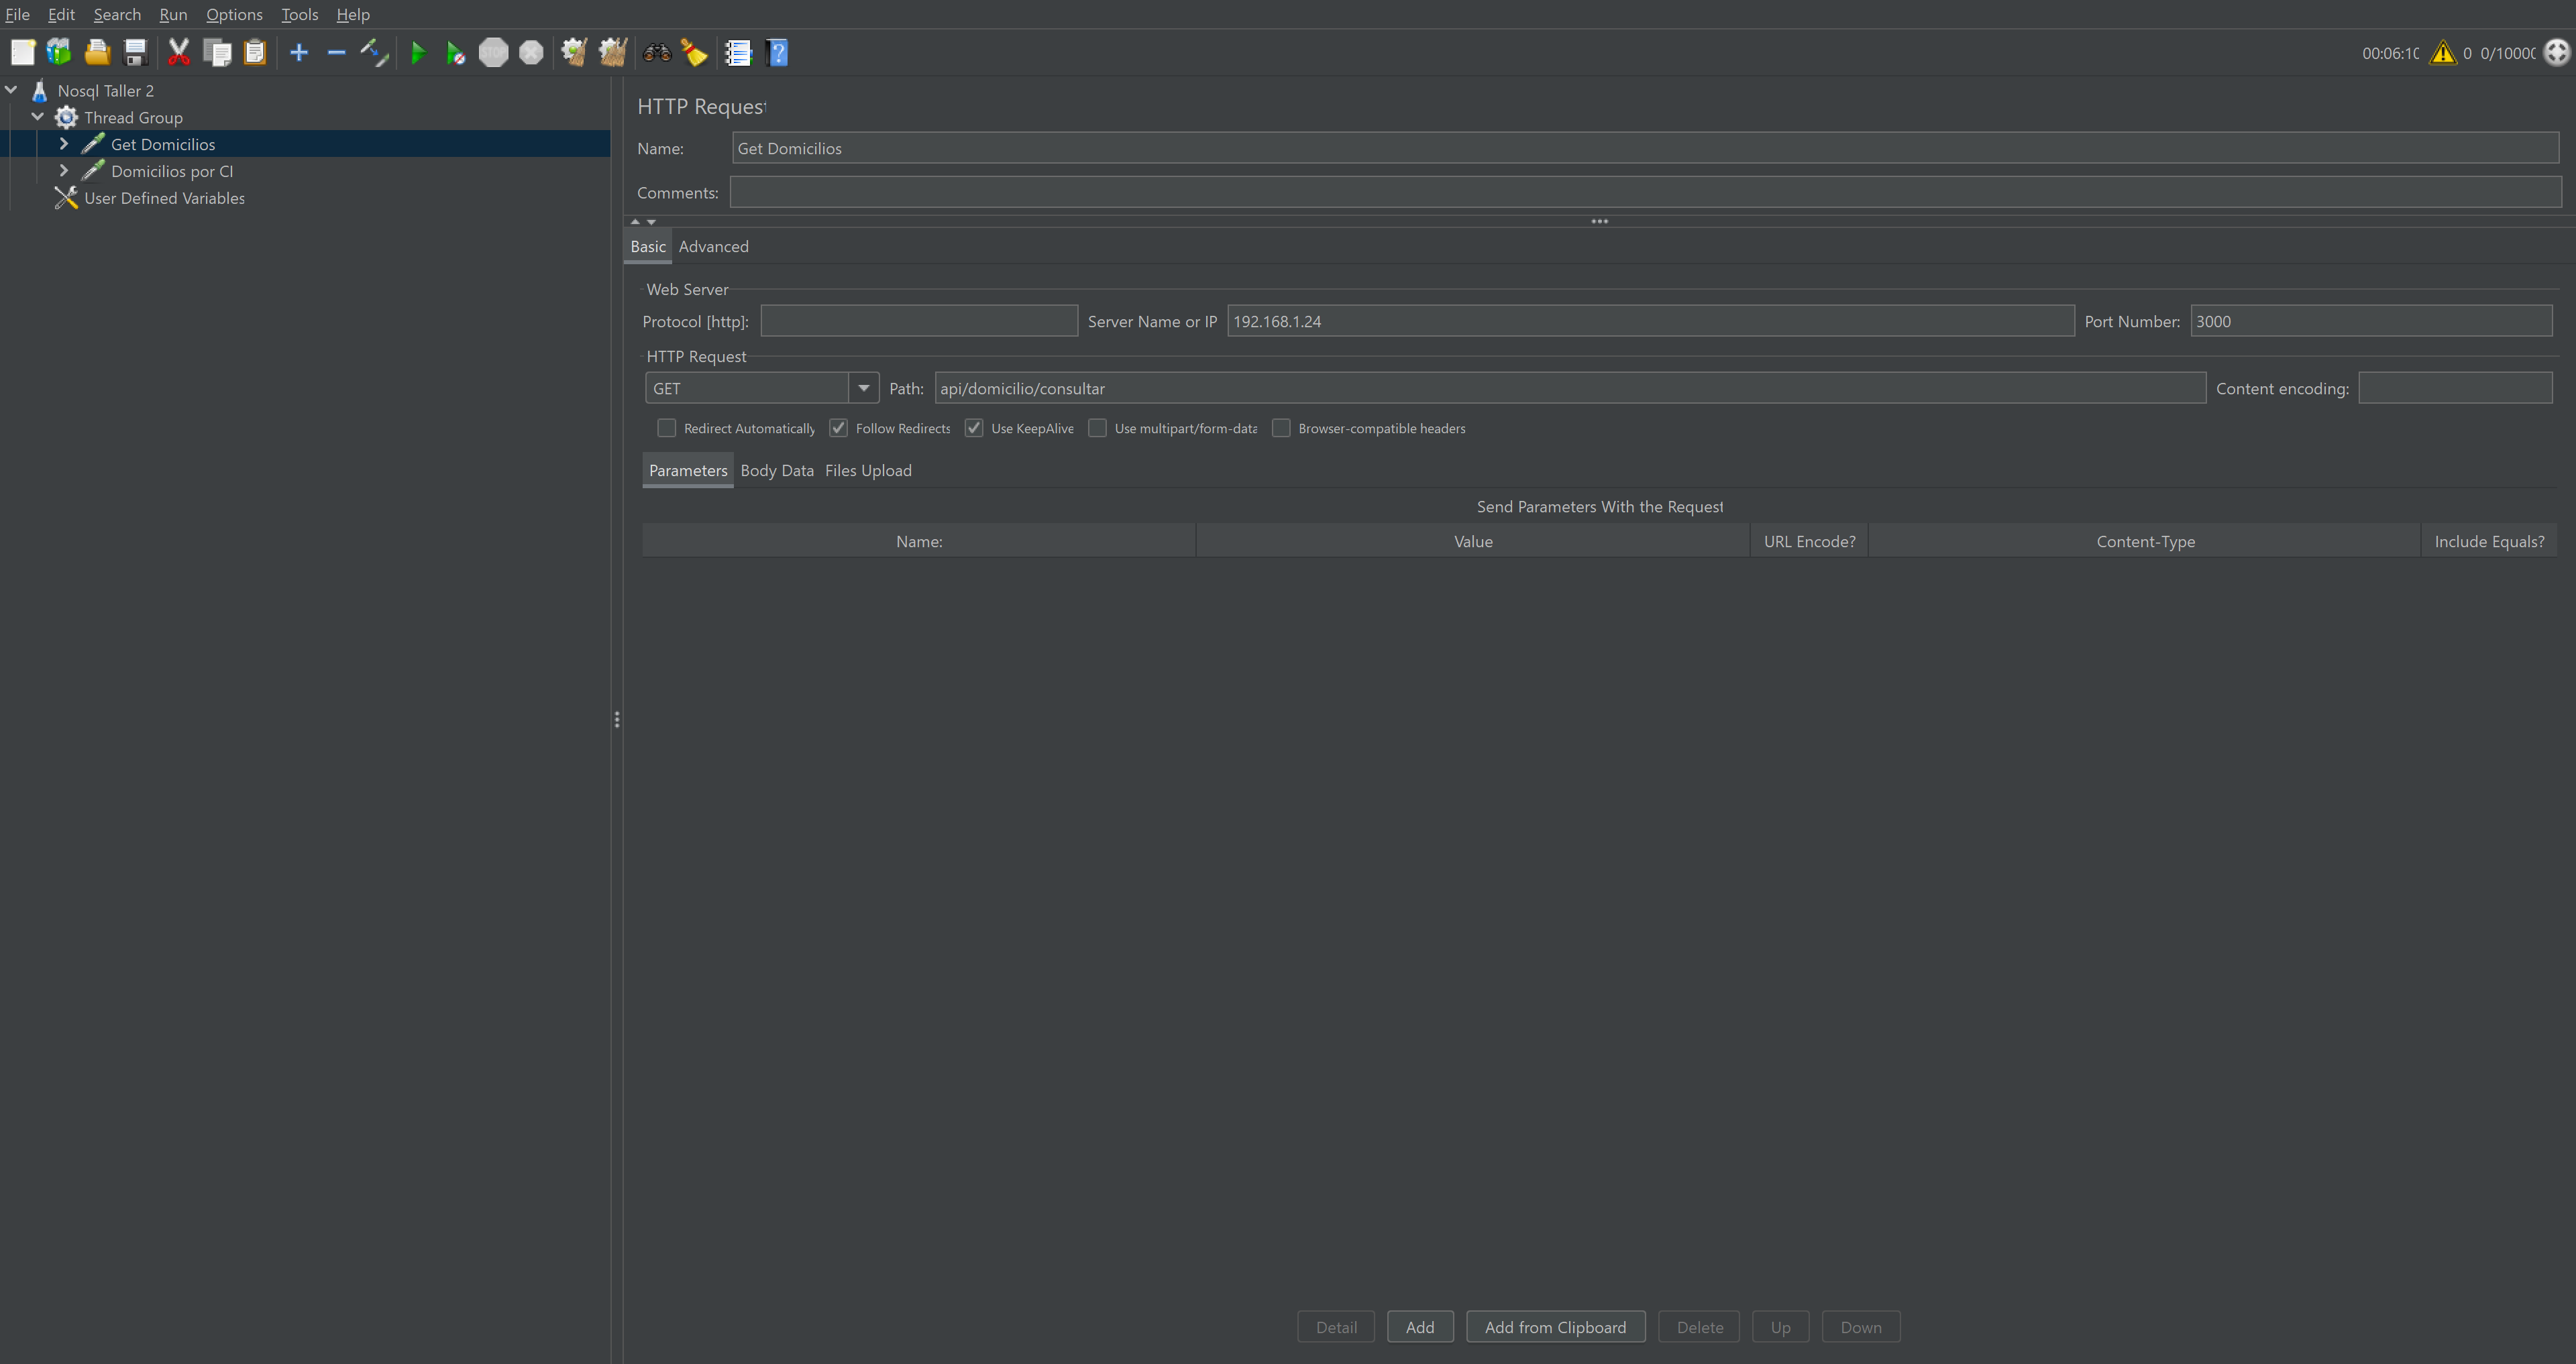 File Edit Search Run Options Tools Help
00:06:10 0 0/10000
Nosql Taller 2
Thread Group
Get Domicilios
Domicilios por CI
User Defined Variables
HTTP Request
Name: Get Domicilios
Comments:
Basic Advanced
Web Server
Protocol [http]: Server Name or IP 192.168.1.24 Port Number: 3000
HTTP Request
GET Path: api/domicilio/consultar Content encoding:
Redirect Automatically Follow Redirects Use KeepAlive Use multipart/form-data Browser-compatible headers
Parameters Body Data Files Upload
Send Parameters With the Request
Name: Value URL Encode? Content-Type Include Equals?
Detail Add Add from Clipboard Delete Up Down